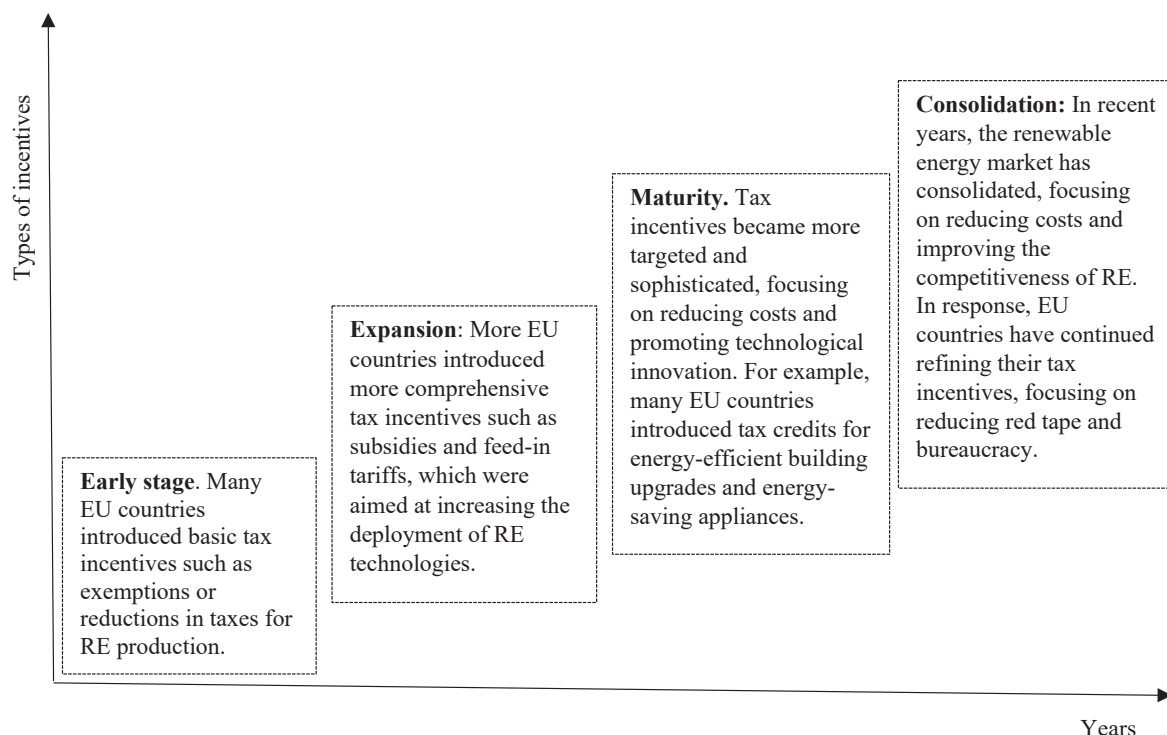 Types of incentives
Early stage. Many
EU countries
introduced basic tax
incentives such as
exemptions or
reductions in taxes for
RE production.
Expansion: More EU
countries introduced
more comprehensive
tax incentives such as
subsidies and feed-in
tariffs, which were
aimed at increasing the
deployment of RE
technologies.
Maturity. Tax
incentives became more
targeted and
sophisticated, focusing
on reducing costs and
promoting technological
innovation. For example,
many EU countries
introduced tax credits for
energy-efficient building
upgrades and energy-
saving appliances.
Consolidation: In recent
years, the renewable
energy market has
consolidated, focusing
on reducing costs and
improving the
competitiveness of RE.
In response, EU
countries have continued
refining their tax
incentives, focusing on
reducing red tape and
bureaucracy.
Years